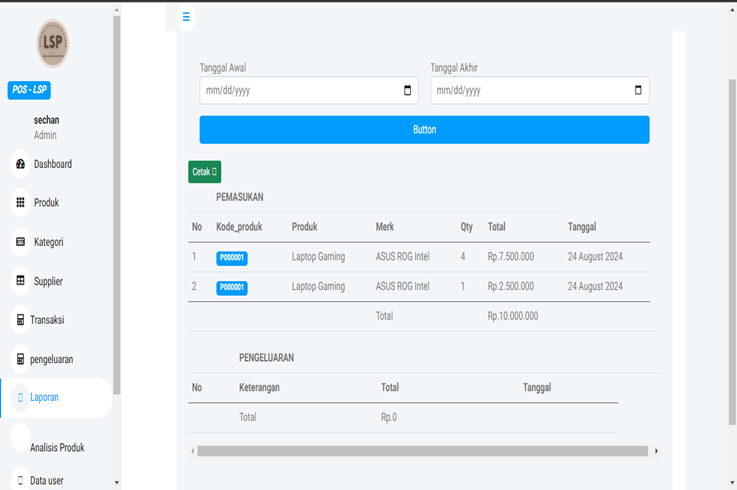 LSP
POS - LSP
sechan
Admin
Dashboard
Produk
Kategori
Supplier
Transaksi
pengeluaran
Laporan
Analisis Produk
Data user
Tanggal Awal Tanggal Akhir
mm/dd/yyyy mm/dd/yyyy
Button
Cetak
PEMASUKAN
No Kode_produk Produk Merk Qty Total Tanggal
1 P000001 Laptop Gaming ASUS ROG Intel 4 Rp.7.500.000 24 August 2024
2 P000001 Laptop Gaming ASUS ROG Intel 1 Rp.2.500.000 24 August 2024
Total Rp.10.000.000
PENGELUARAN
No Keterangan Total Tanggal
Total Rp.0